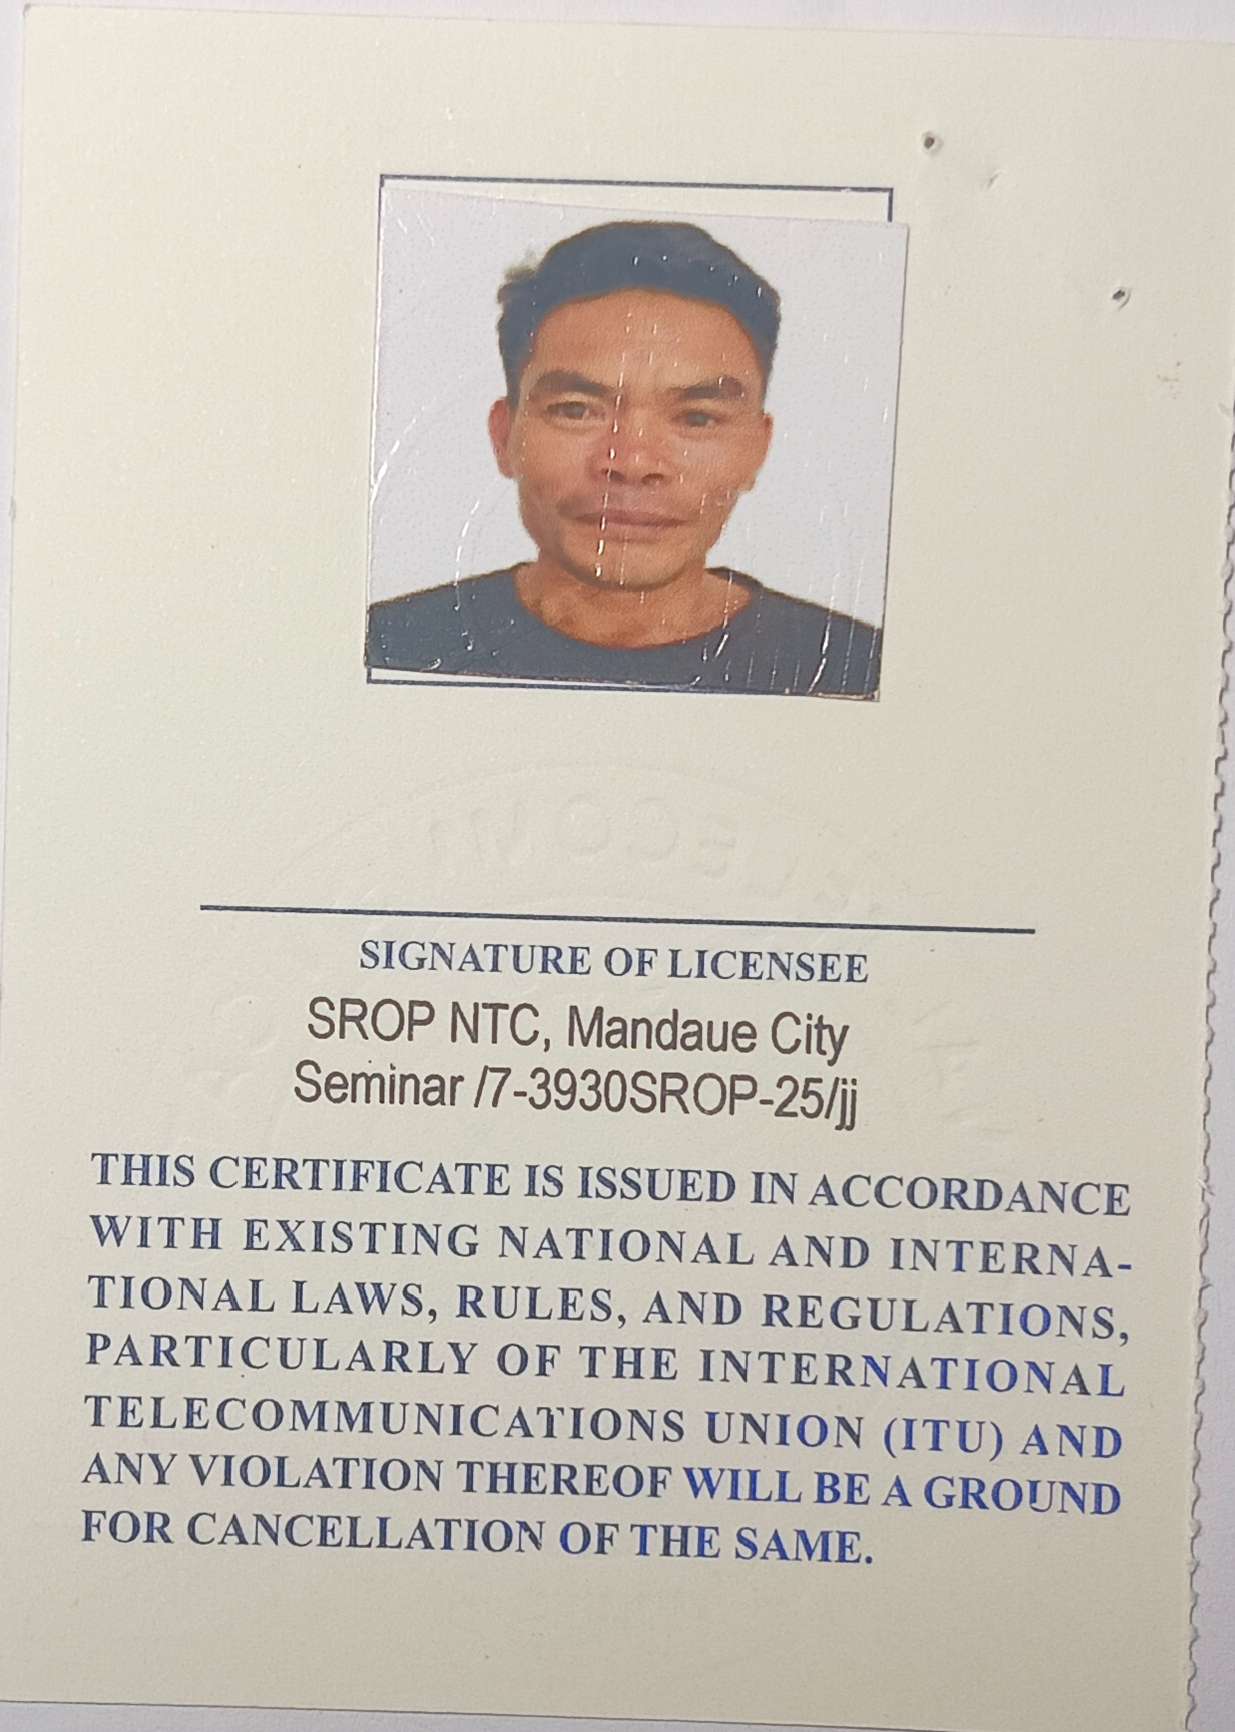 SIGNATURE OF LICENSEE
SROP NTC, Mandaue City
Seminar /7-3930SROP-25/jj
THIS CERTIFICATE IS ISSUED IN ACCORDANCE
WITH EXISTING NATIONAL AND INTERNA-
TIONAL LAWS, RULES, AND REGULATIONS,
PARTICULARLY OF THE INTERNATIONAL
TELECOMMUNICATIONS UNION (ITU) AND
ANY VIOLATION THEREOF WILL BE A GROUND
FOR CANCELLATION OF THE SAME.